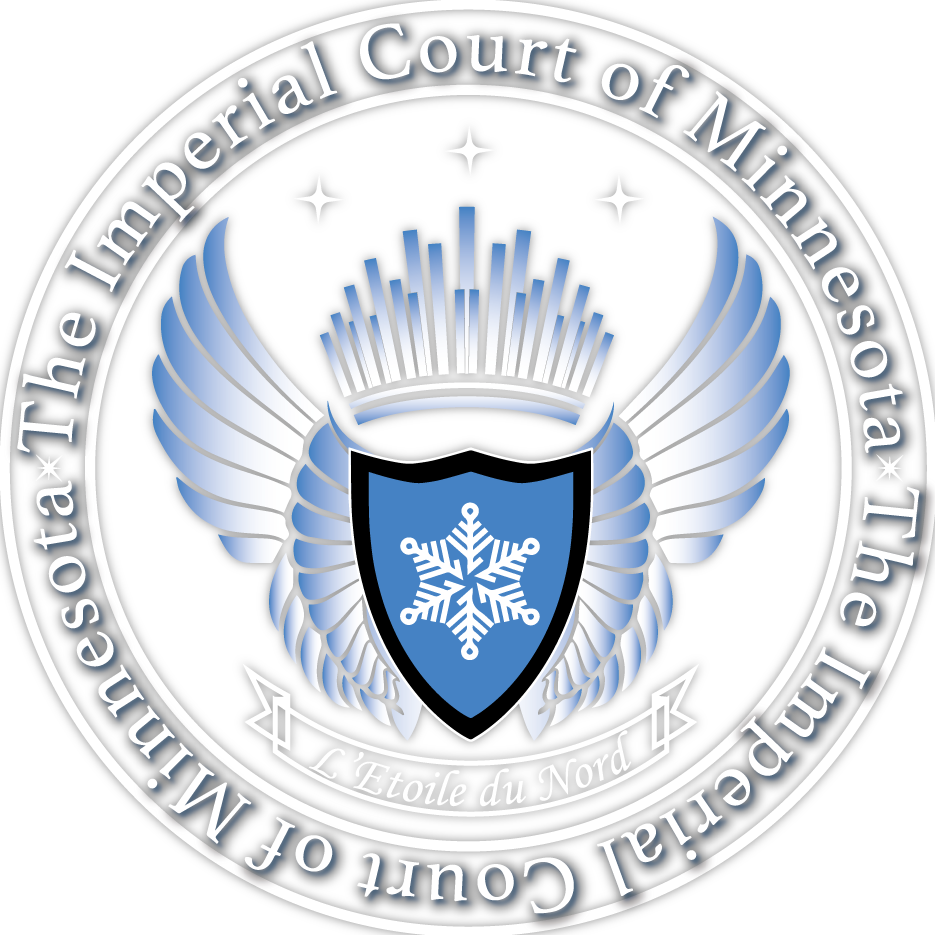 The Imperial Court of Minnesota
The Imperial Court of Minnesota
L'Etoile du Nord